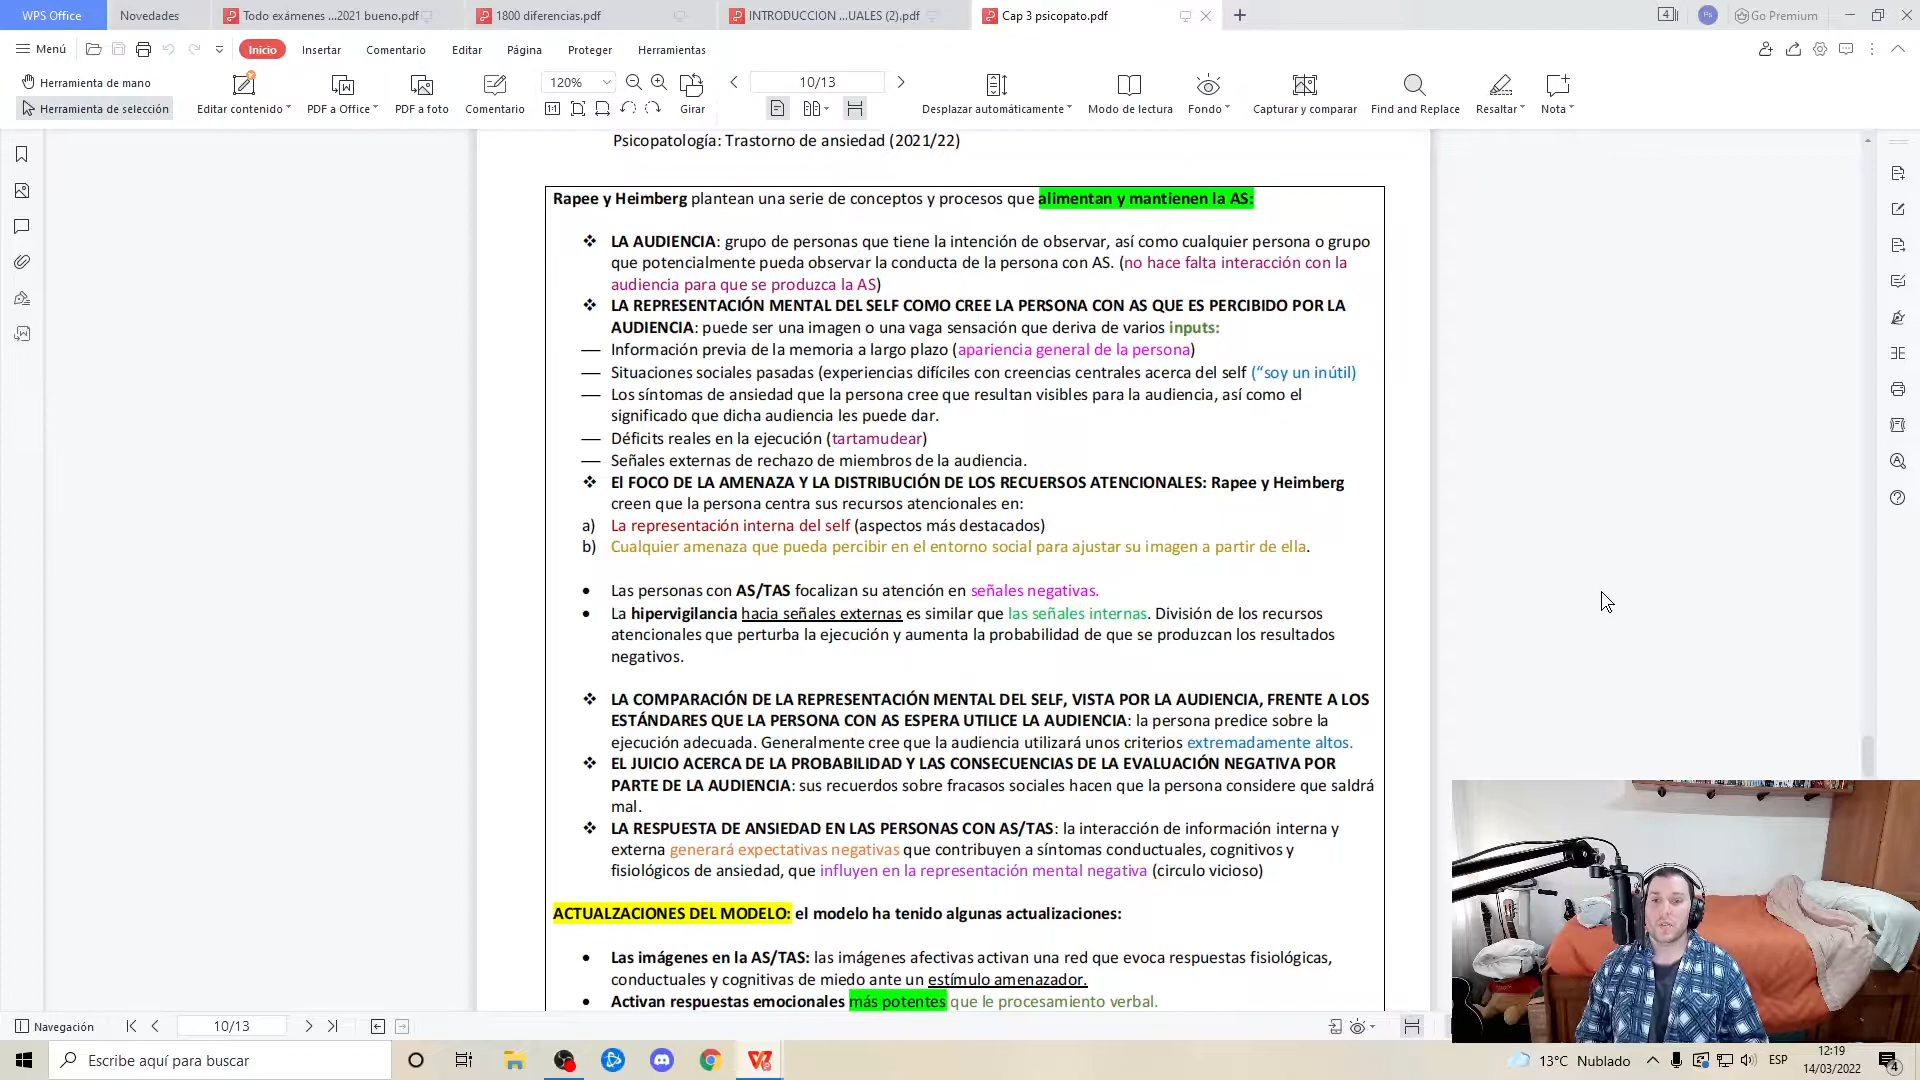 WPS Office
Novedades
Todo exámenes ...2021 bueno.pdf
1800 diferencias.pdf
INTRODUCCION ...UALES (2).pdf
Cap 3 psicopato.pdf
4
Ps
Go Premium
Menú
Inicio
Insertar
Comentario
Editar
Página
Proteger
Herramientas
Herramienta de mano
Herramienta de selección
Editar contenido
PDF a Office
PDF a foto
Comentario
120%
Girar
10/13
Desplazar automáticamente
Modo de lectura
Fondo
Capturar y comparar
Find and Replace
Resaltar
Nota
Psicopatología: Trastorno de ansiedad (2021/22)
Rapee y Heimberg plantean una serie de conceptos y procesos que alimentan y mantienen la AS:
❖ LA AUDIENCIA: grupo de personas que tiene la intención de observar, así como cualquier persona o grupo
que potencialmente pueda observar la conducta de la persona con AS. (no hace falta interacción con la
audiencia para que se produzca la AS)
❖ LA REPRESENTACIÓN MENTAL DEL SELF COMO CREE LA PERSONA CON AS QUE ES PERCIBIDO POR LA
AUDIENCIA: puede ser una imagen o una vaga sensación que deriva de varios inputs:
— Información previa de la memoria a largo plazo (apariencia general de la persona)
— Situaciones sociales pasadas (experiencias difíciles con creencias centrales acerca del self (“soy un inútil)
— Los síntomas de ansiedad que la persona cree que resultan visibles para la audiencia, así como el
significado que dicha audiencia les puede dar.
— Déficits reales en la ejecución (tartamudear)
— Señales externas de rechazo de miembros de la audiencia.
❖ El FOCO DE LA AMENAZA Y LA DISTRIBUCIÓN DE LOS RECUERSOS ATENCIONALES: Rapee y Heimberg
creen que la persona centra sus recursos atencionales en:
a) La representación interna del self (aspectos más destacados)
b) Cualquier amenaza que pueda percibir en el entorno social para ajustar su imagen a partir de ella.
• Las personas con AS/TAS focalizan su atención en señales negativas.
• La hipervigilancia hacia señales externas es similar que las señales internas. División de los recursos
atencionales que perturba la ejecución y aumenta la probabilidad de que se produzcan los resultados
negativos.
❖ LA COMPARACIÓN DE LA REPRESENTACIÓN MENTAL DEL SELF, VISTA POR LA AUDIENCIA, FRENTE A LOS
ESTÁNDARES QUE LA PERSONA CON AS ESPERA UTILICE LA AUDIENCIA: la persona predice sobre la
ejecución adecuada. Generalmente cree que la audiencia utilizará unos criterios extremadamente altos.
❖ EL JUICIO ACERCA DE LA PROBABILIDAD Y LAS CONSECUENCIAS DE LA EVALUACIÓN NEGATIVA POR
PARTE DE LA AUDIENCIA: sus recuerdos sobre fracasos sociales hacen que la persona considere que saldrá
mal.
❖ LA RESPUESTA DE ANSIEDAD EN LAS PERSONAS CON AS/TAS: la interacción de información interna y
externa generará expectativas negativas que contribuyen a síntomas conductuales, cognitivos y
fisiológicos de ansiedad, que influyen en la representación mental negativa (circulo vicioso)
ACTUALZACIONES DEL MODELO: el modelo ha tenido algunas actualizaciones:
• Las imágenes en la AS/TAS: las imágenes afectivas activan una red que evoca respuestas fisiológicas,
conductuales y cognitivas de miedo ante un estímulo amenazador.
• Activan respuestas emocionales más potentes que le procesamiento verbal.
Navegación
10/13
Escribe aquí para buscar
13°C Nublado
ESP
12:19
14/03/2022
4